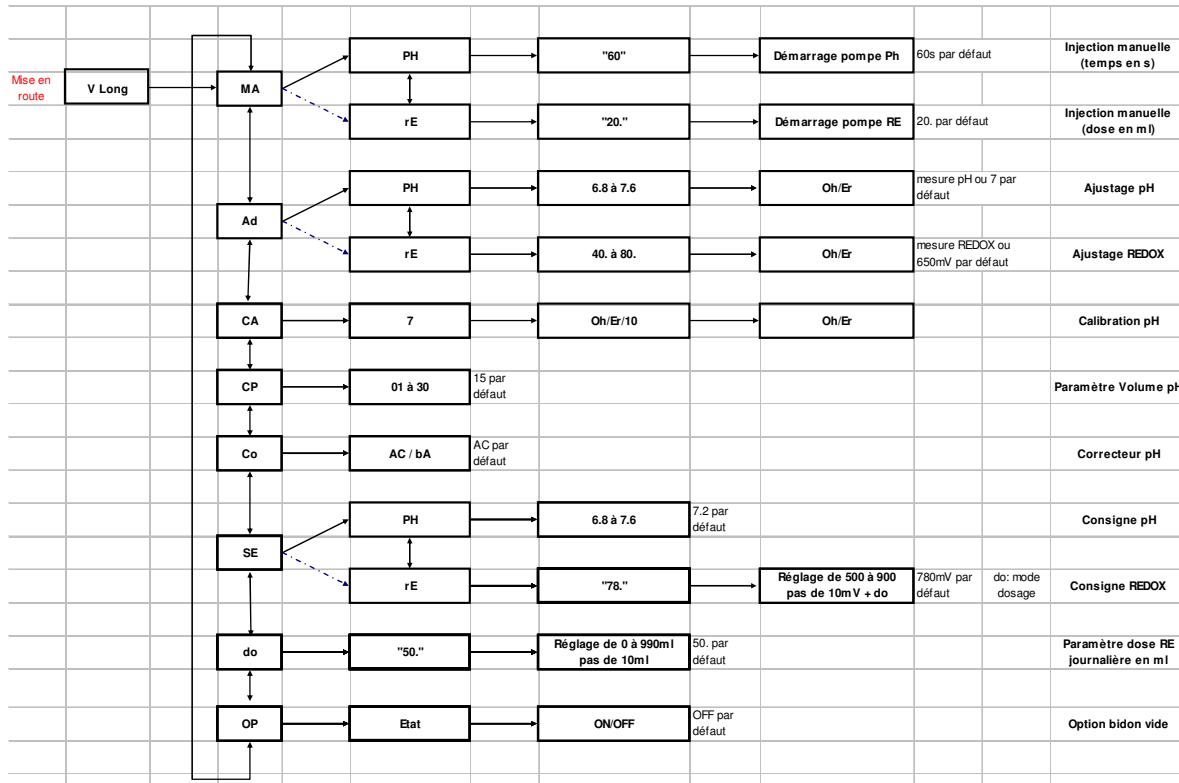 PH
"60"
Démarrage pompe Ph
60s par défaut
Injection manuelle
(temps en s)
Mise en
route
V Long
MA
rE
"20."
Démarrage pompe RE
20. par défaut
Injection manuelle
(dose en ml)
PH
6.8 à 7.6
Oh/Er
mesure pH ou 7 par
défaut
Ajustage pH
Ad
rE
40. à 80.
Oh/Er
mesure REDOX ou
650mV par défaut
Ajustage REDOX
CA
7
Oh/Er/10
Oh/Er
Calibration pH
CP
01 à 30
15 par
défaut
Paramètre Volume pH
Co
AC / bA
AC par
défaut
Correcteur pH
PH
6.8 à 7.6
7.2 par
défaut
Consigne pH
SE
rE
"78."
Réglage de 500 à 900
pas de 10mV + do
780mV par
défaut
do: mode
dosage
Consigne REDOX
do
"50."
Réglage de 0 à 990ml
pas de 10ml
50. par
défaut
Paramètre dose RE
journalière en ml
OP
Etat
ON/OFF
OFF par
défaut
Option bidon vide